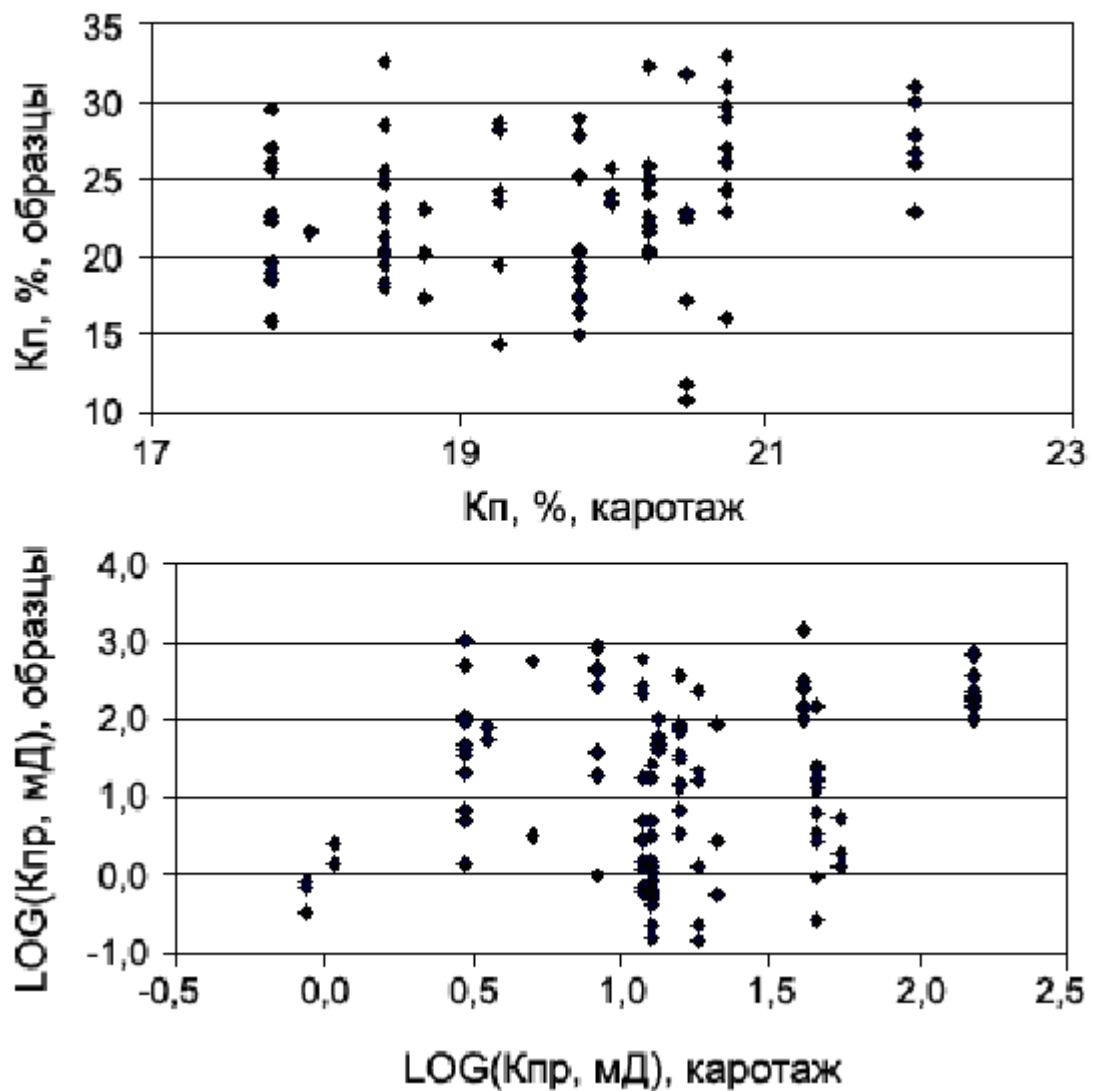 35
30
25
20
15
10
Кп, %, образцы
17 19 21 23
Кп, %, каротаж
4,0
3,0
2,0
1,0
0,0
-1,0
LOG(Кпр, мД), образцы
-0,5 0,0 0,5 1,0 1,5 2,0 2,5
LOG(Кпр, мД), каротаж